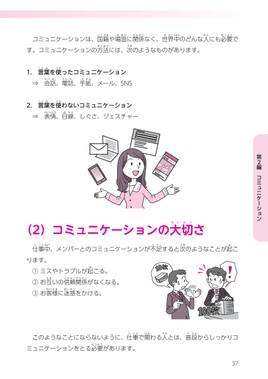 コミュニケーションは、国籍や場面に関係なく、世界中のどんな人にも必要で
す。コミュニケーションの方法には、次のようなものがあります。
1. 言葉を使ったコミュニケーション
⇒ 会話、電話、手紙、メール、SNS
2. 言葉を使わないコミュニケーション
⇒ 表情、目線、しぐさ、ジェスチャー
第2編 コミュニケーション
(2) コミュニケーションの大切さ
仕事中、メンバーとのコミュニケーションが不足すると次のようなことが起こ
ります。
① ミスやトラブルが起こる。
② お互いの信頼関係がなくなる。
③ お客様に迷惑をかける。
このようなことにならないように、仕事で関わる人とは、普段からしっかりコ
ミュニケーションをとる必要があります。
37